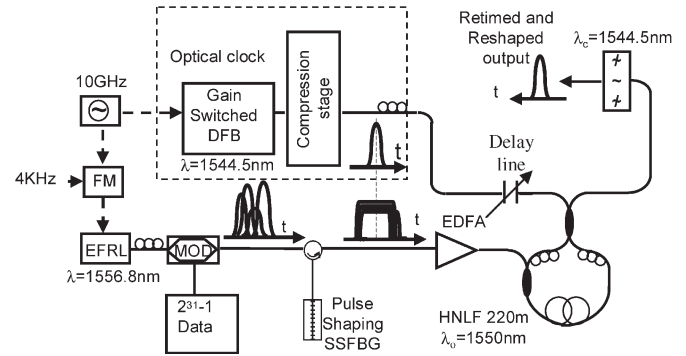 Optical clock
10GHz
Gain
Switched
DFB
Compression
stage
λ=1544.5nm
t
Retimed and
Reshaped
output
t
λc=1544.5nm
4KHz
FM
EFRL
λ=1556.8nm
MOD
2³¹-1
Data
t
t
Pulse
Shaping
SSFBG
Delay
line
EDFA
HNLF 220m
λo=1550nm